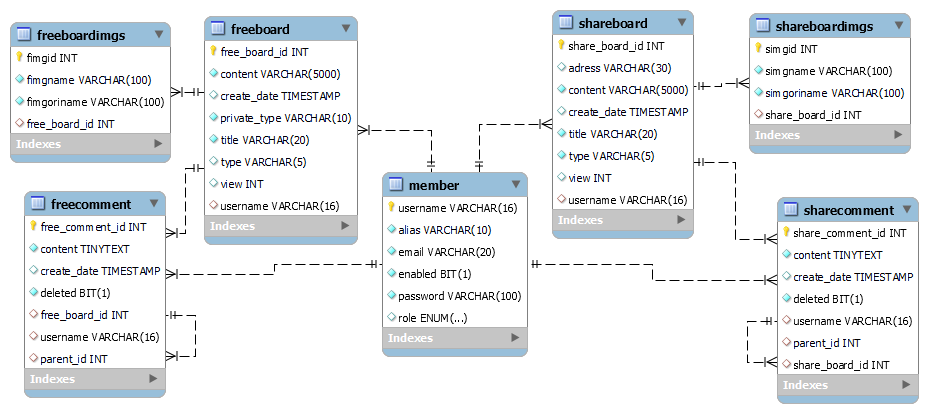 freeboardimgs
fimgid INT
fimgname VARCHAR(100)
fimgoriname VARCHAR(100)
free_board_id INT
Indexes
freeboard
free_board_id INT
content VARCHAR(5000)
create_date TIMESTAMP
private_type VARCHAR(10)
title VARCHAR(20)
type VARCHAR(5)
view INT
username VARCHAR(16)
Indexes
shareboard
share_board_id INT
adress VARCHAR(30)
content VARCHAR(5000)
create_date TIMESTAMP
title VARCHAR(20)
type VARCHAR(5)
view INT
username VARCHAR(16)
Indexes
shareboardimgs
simgid INT
simgname VARCHAR(100)
simgoriname VARCHAR(100)
share_board_id INT
Indexes
freecomment
free_comment_id INT
content TINYTEXT
create_date TIMESTAMP
deleted BIT(1)
free_board_id INT
username VARCHAR(16)
parent_id INT
Indexes
member
username VARCHAR(16)
alias VARCHAR(10)
email VARCHAR(20)
enabled BIT(1)
password VARCHAR(100)
role ENUM(...)
Indexes
sharecomment
share_comment_id INT
content TINYTEXT
create_date TIMESTAMP
deleted BIT(1)
username VARCHAR(16)
parent_id INT
share_board_id INT
Indexes